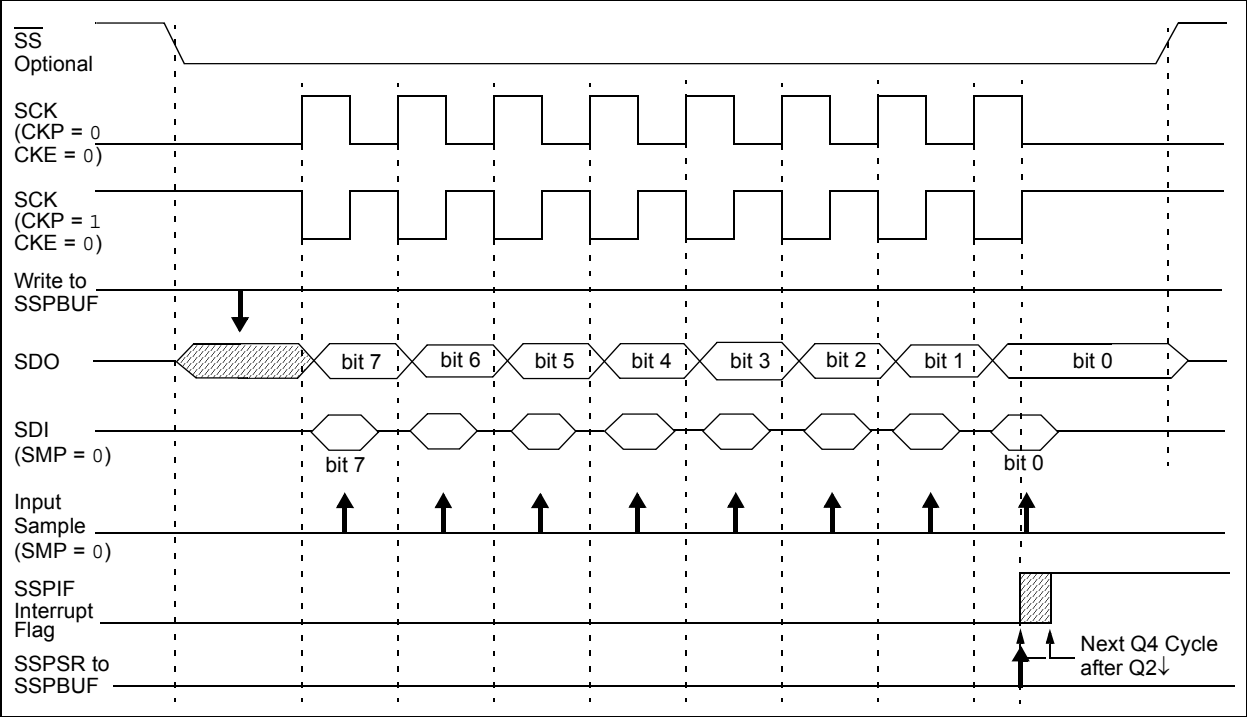 SS
Optional
SCK
(CKP = 0
CKE = 0)
SCK
(CKP = 1
CKE = 0)
Write to
SSPBUF
SDO
bit 7 bit 6 bit 5 bit 4 bit 3 bit 2 bit 1 bit 0
SDI
(SMP = 0)
bit 7 bit 0
Input
Sample
(SMP = 0)
SSPIF
Interrupt
Flag
Next Q4 Cycle
after Q2↓
SSPSR to
SSPBUF